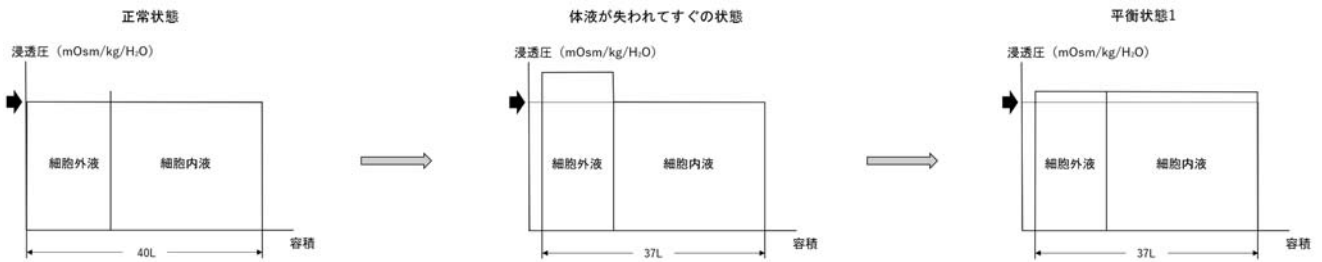 正常状態
体液が失われてすぐの状態
平衡状態1
浸透圧（mOsm/kg/H₂O）
浸透圧（mOsm/kg/H₂O）
浸透圧（mOsm/kg/H₂O）
細胞外液
細胞内液
細胞外液
細胞内液
細胞外液
細胞内液
容積
容積
容積
40L
37L
37L